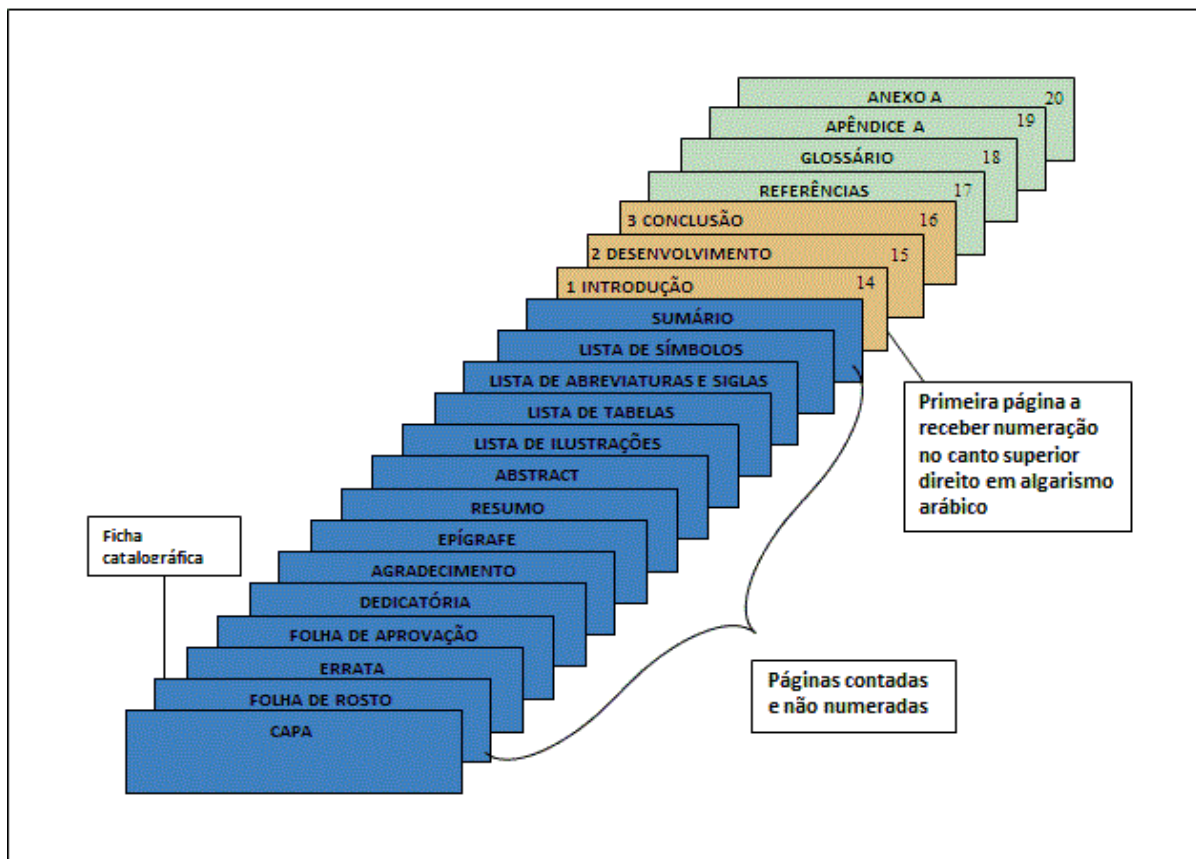 ANEXO A 20
APÊNDICE A 19
GLOSSÁRIO 18
REFERÊNCIAS 17
3 CONCLUSÃO 16
2 DESENVOLVIMENTO 15
1 INTRODUÇÃO 14
SUMÁRIO
LISTA DE SÍMBOLOS
LISTA DE ABREVIATURAS E SIGLAS
LISTA DE TABELAS
LISTA DE ILUSTRAÇÕES
ABSTRACT
RESUMO
EPÍGRAFE
AGRADECIMENTO
DEDICATÓRIA
FOLHA DE APROVAÇÃO
ERRATA
FOLHA DE ROSTO
CAPA
Primeira página a
receber numeração
no canto superior
direito em algarismo
arábico
Ficha
catalográfica
Páginas contadas
e não numeradas